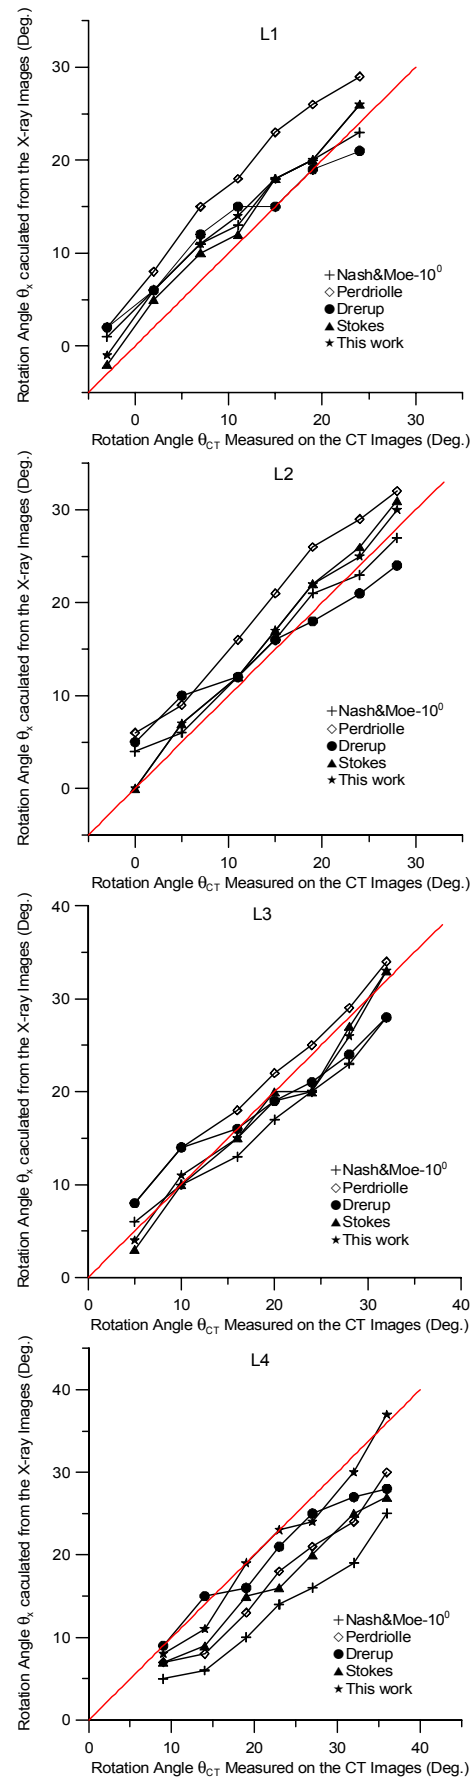 L1
Rotation Angle θx caculated from the X-ray Images (Deg.)
30
20
10
0
Nash&Moe-10⁰
Perdriolle
Drerup
Stokes
This work
0 10 20 30
Rotation Angle θCT Measured on the CT Images (Deg.)
L2
Rotation Angle θx caculated from the X-ray Images (Deg.)
30
20
10
0
Nash&Moe-10⁰
Perdriolle
Drerup
Stokes
This work
0 10 20 30
Rotation Angle θCT Measured on the CT Images (Deg.)
L3
Rotation Angle θx caculated from the X-ray Images (Deg.)
40
30
20
10
0
Nash&Moe-10⁰
Perdriolle
Drerup
Stokes
This work
0 10 20 30 40
Rotation Angle θCT Measured on the CT Images (Deg.)
L4
Rotation Angle θx caculated from the X-ray Images (Deg.)
40
30
20
10
0
Nash&Moe-10⁰
Perdriolle
Drerup
Stokes
This work
0 10 20 30 40
Rotation Angle θCT Measured on the CT Images (Deg.)